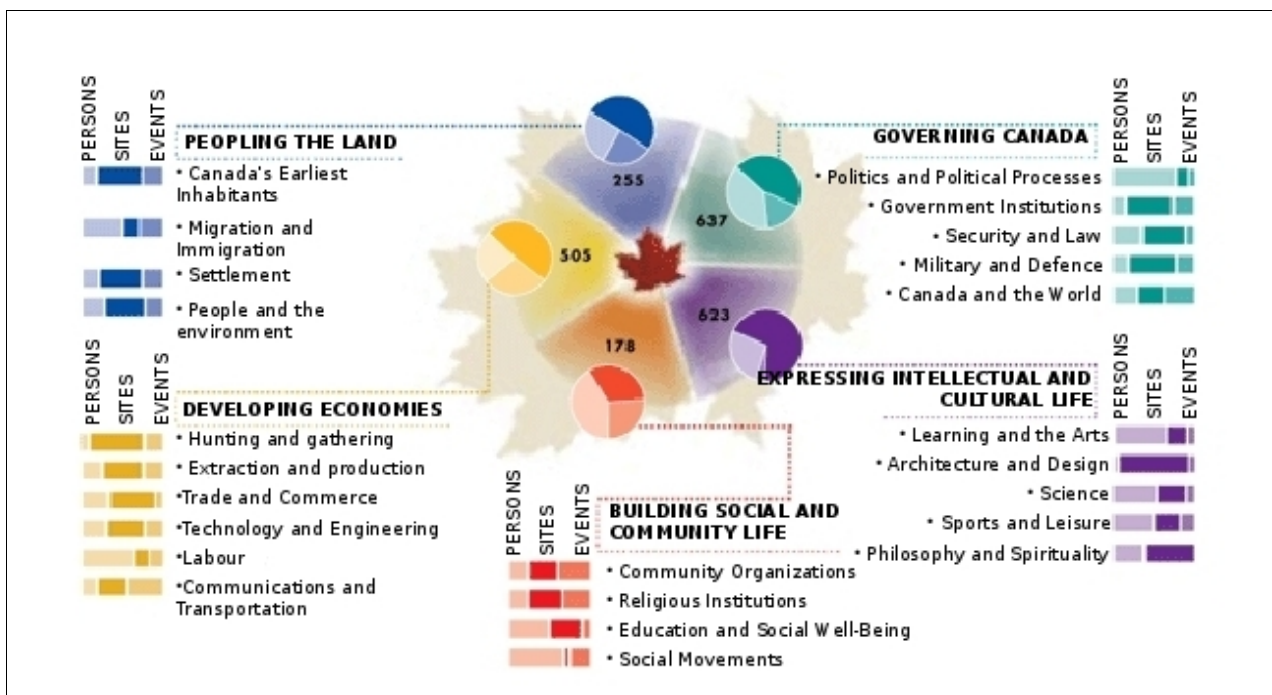 PERSONS
SITES
EVENTS
PEOPLING THE LAND
• Canada's Earliest
Inhabitants
• Migration and
Immigration
• Settlement
• People and the
environment
PERSONS
SITES
EVENTS
DEVELOPING ECONOMIES
• Hunting and gathering
• Extraction and production
•Trade and Commerce
•Technology and Engineering
•Labour
•Communications and
Transportation
255
637
505
623
178
PERSONS
SITES
EVENTS
BUILDING SOCIAL AND
COMMUNITY LIFE
• Community Organizations
• Religious Institutions
• Education and Social Well-Being
• Social Movements
PERSONS
SITES
EVENTS
GOVERNING CANADA
• Politics and Political Processes
• Government Institutions
• Security and Law
• Military and Defence
• Canada and the World
PERSONS
SITES
EVENTS
EXPRESSING INTELLECTUAL AND
CULTURAL LIFE
• Learning and the Arts
• Architecture and Design
• Science
• Sports and Leisure
• Philosophy and Spirituality